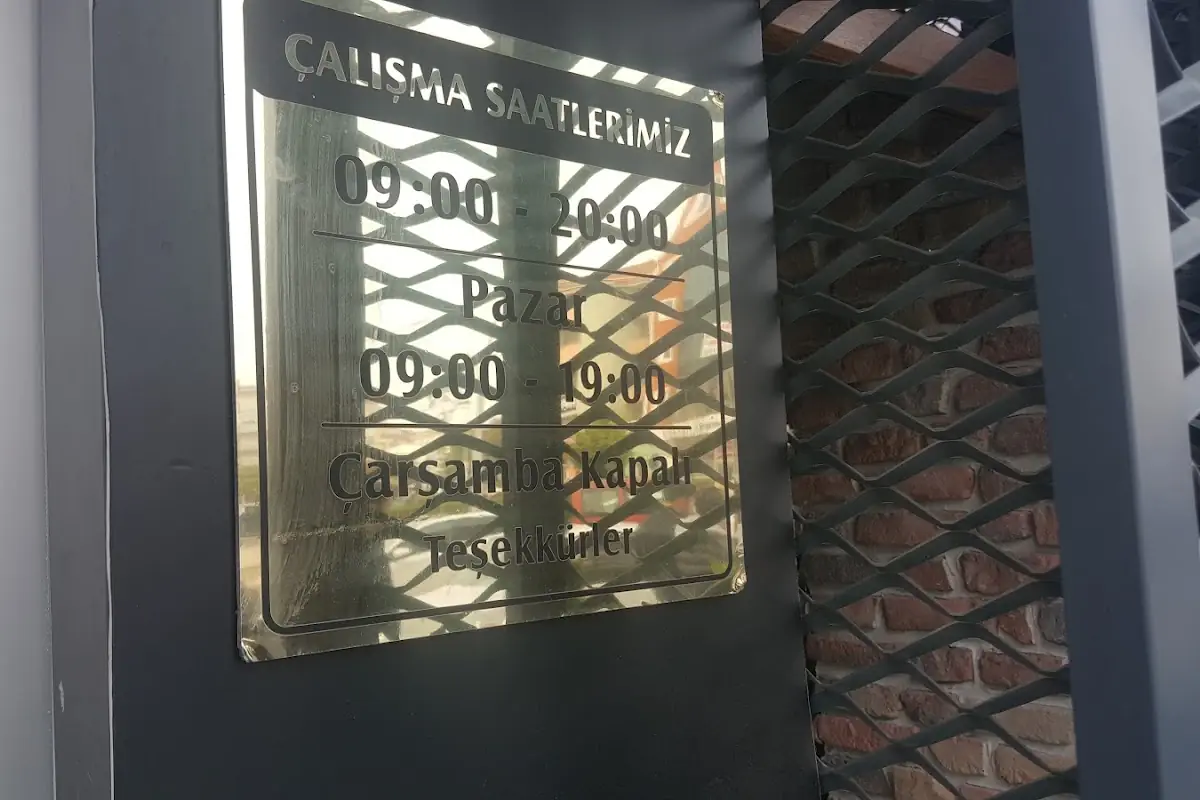 ÇALIŞMA SAATLERİMİZ
09:00 - 20:00
Pazar
09:00 - 19:00
Çarşamba Kapalı
Teşekkürler